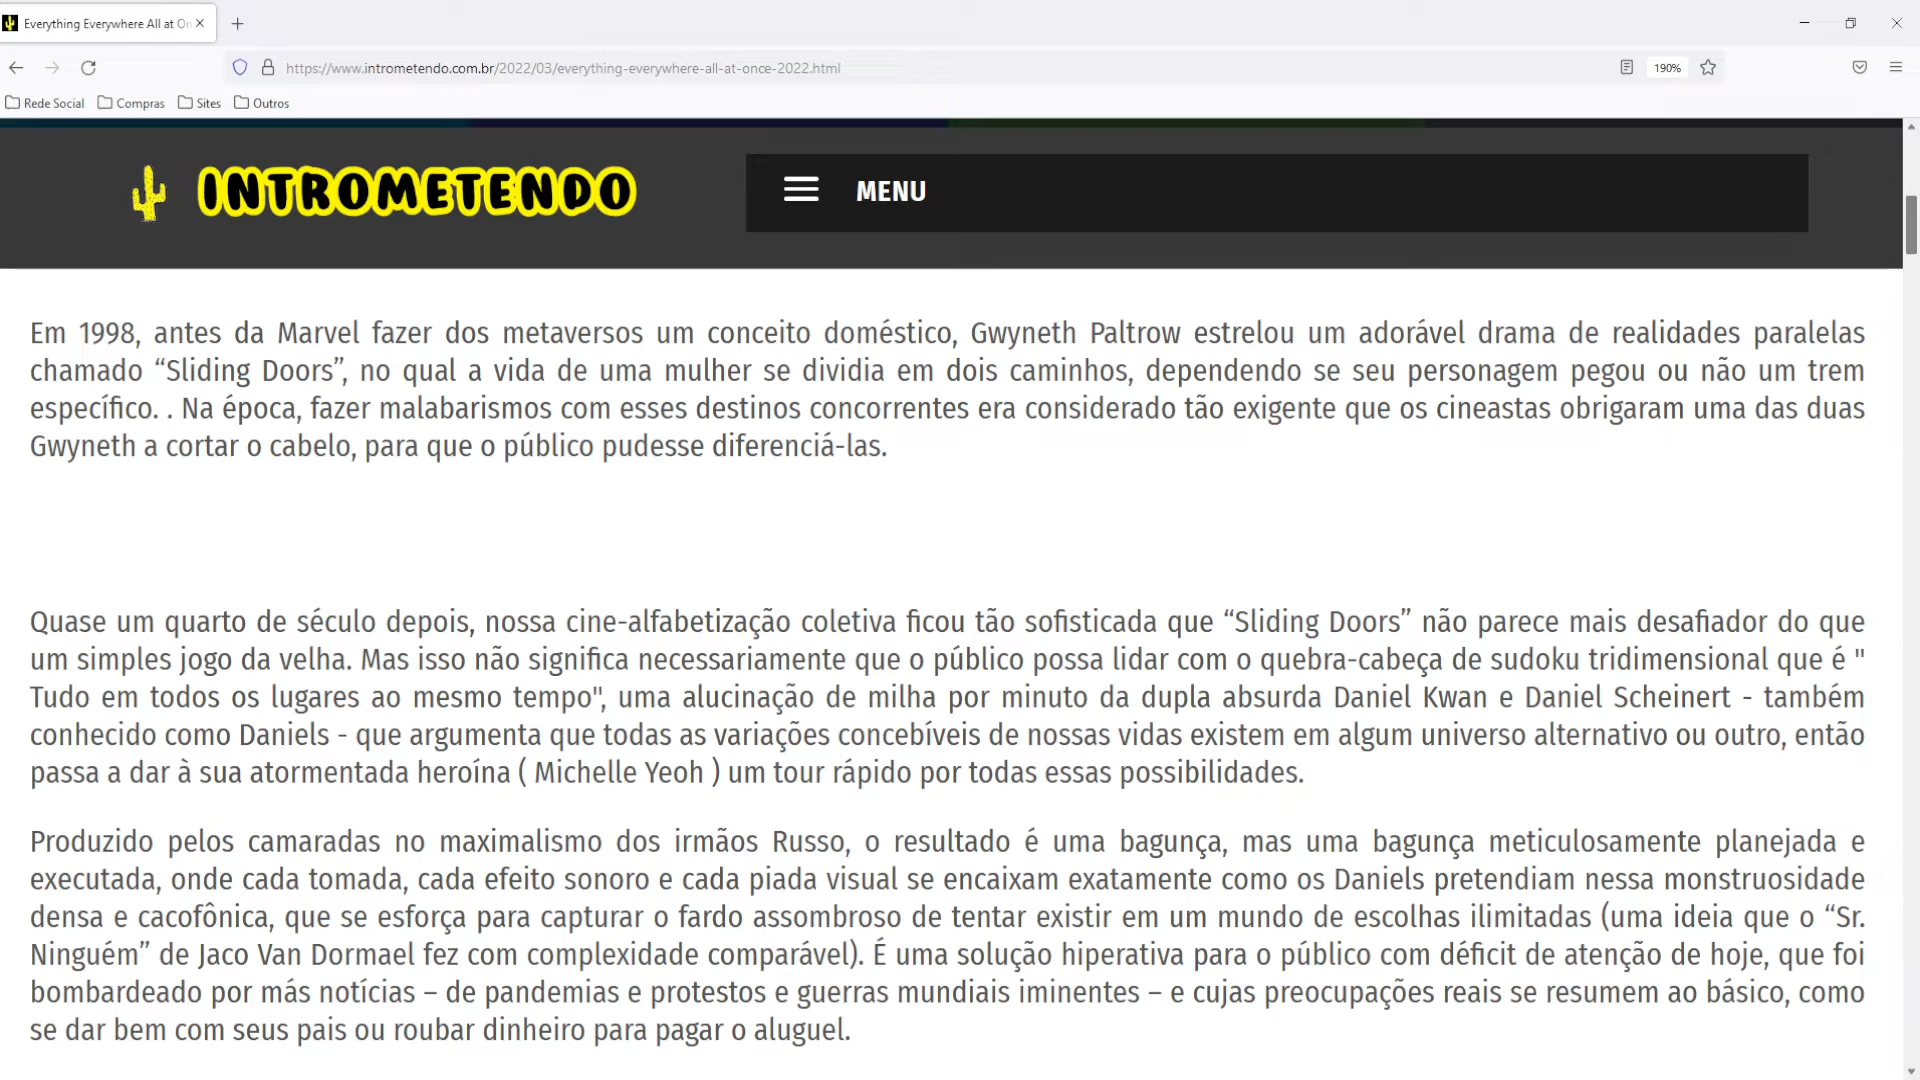 Everything Everywhere All at On
https://www.intrometendo.com.br/2022/03/everything-everywhere-all-at-once-2022.html
190%
Rede Social Compras Sites Outros
INTROMETENDO
MENU
Em 1998, antes da Marvel fazer dos metaversos um conceito doméstico, Gwyneth Paltrow estrelou um adorável drama de realidades paralelas
chamado “Sliding Doors”, no qual a vida de uma mulher se dividia em dois caminhos, dependendo se seu personagem pegou ou não um trem
específico. . Na época, fazer malabarismos com esses destinos concorrentes era considerado tão exigente que os cineastas obrigaram uma das duas
Gwyneth a cortar o cabelo, para que o público pudesse diferenciá-las.
Quase um quarto de século depois, nossa cine-alfabetização coletiva ficou tão sofisticada que “Sliding Doors” não parece mais desafiador do que
um simples jogo da velha. Mas isso não significa necessariamente que o público possa lidar com o quebra-cabeça de sudoku tridimensional que é "
Tudo em todos os lugares ao mesmo tempo", uma alucinação de milha por minuto da dupla absurda Daniel Kwan e Daniel Scheinert - também
conhecido como Daniels - que argumenta que todas as variações concebíveis de nossas vidas existem em algum universo alternativo ou outro, então
passa a dar à sua atormentada heroína ( Michelle Yeoh ) um tour rápido por todas essas possibilidades.
Produzido pelos camaradas no maximalismo dos irmãos Russo, o resultado é uma bagunça, mas uma bagunça meticulosamente planejada e
executada, onde cada tomada, cada efeito sonoro e cada piada visual se encaixam exatamente como os Daniels pretendiam nessa monstruosidade
densa e cacofônica, que se esforça para capturar o fardo assombroso de tentar existir em um mundo de escolhas ilimitadas (uma ideia que o “Sr.
Ninguém” de Jaco Van Dormael fez com complexidade comparável). É uma solução hiperativa para o público com déficit de atenção de hoje, que foi
bombardeado por más notícias – de pandemias e protestos e guerras mundiais iminentes – e cujas preocupações reais se resumem ao básico, como
se dar bem com seus pais ou roubar dinheiro para pagar o aluguel.